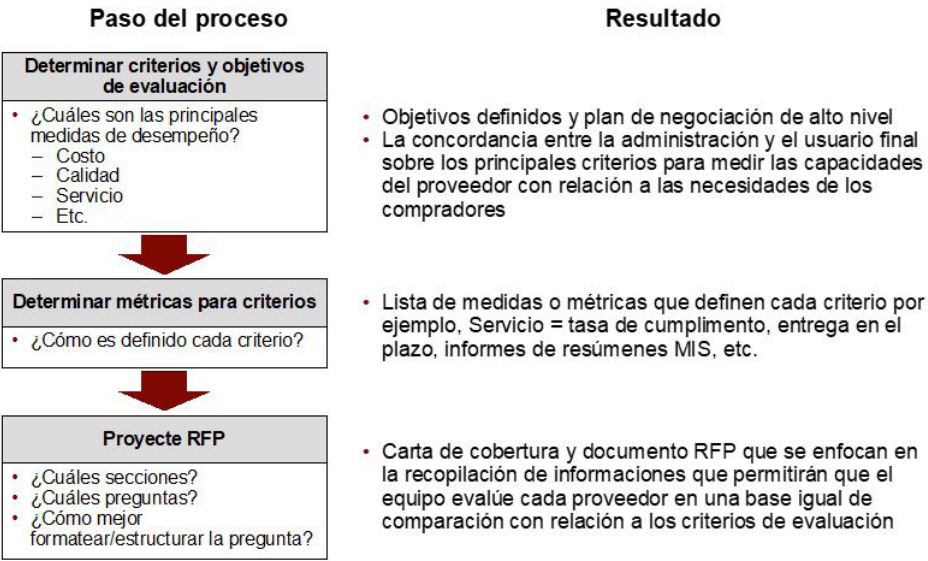 Paso del proceso
Resultado
Determinar criterios y objetivos
de evaluación
• ¿Cuáles son las principales
medidas de desempeño?
– Costo
– Calidad
– Servicio
– Etc.
• Objetivos definidos y plan de negociación de alto nivel
• La concordancia entre la administración y el usuario final
sobre los principales criterios para medir las capacidades
del proveedor con relación a las necesidades de los
compradores
Determinar métricas para criterios
• ¿Cómo es definido cada criterio?
• Lista de medidas o métricas que definen cada criterio por
ejemplo, Servicio = tasa de cumplimento, entrega en el
plazo, informes de resúmenes MIS, etc.
Proyecte RFP
• ¿Cuáles secciones?
• ¿Cuáles preguntas?
• ¿Cómo mejor
formatear/estructurar la pregunta?
• Carta de cobertura y documento RFP que se enfocan en
la recopilación de informaciones que permitirán que el
equipo evalúe cada proveedor en una base igual de
comparación con relación a los criterios de evaluación